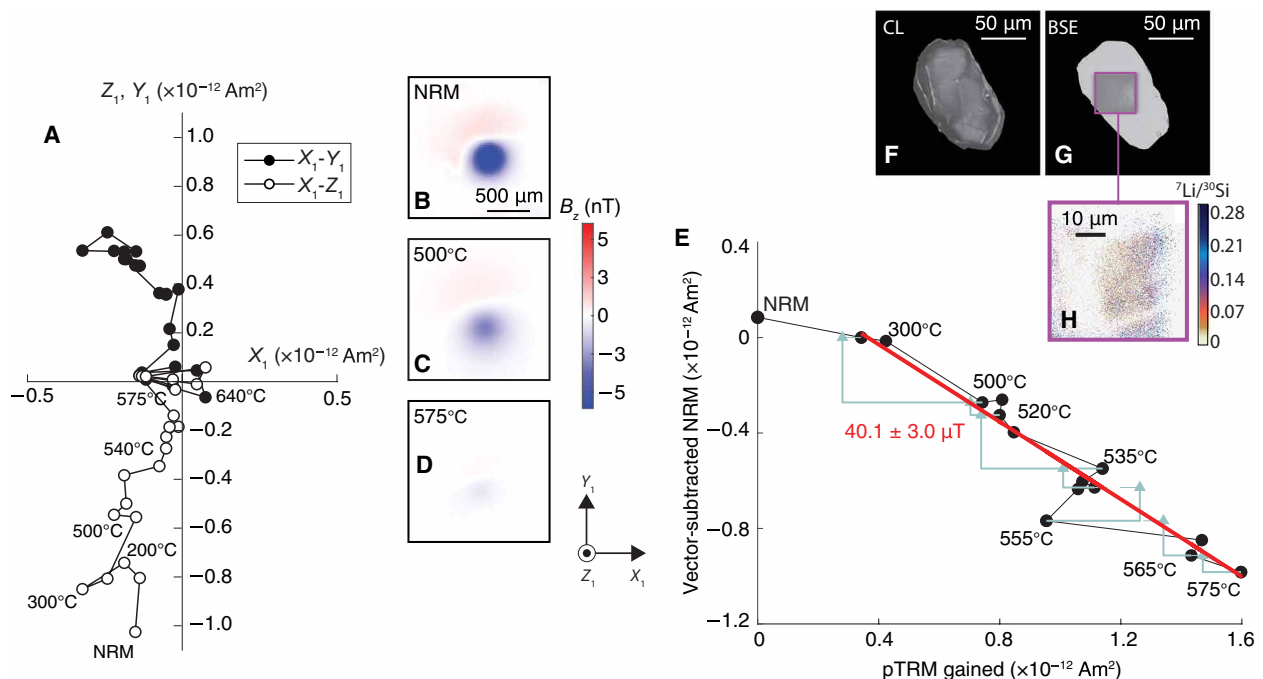 A
Z₁, Y₁ (×10⁻¹² Am²)
1.0
0.8
0.6
0.4
0.2
−0.2
−0.4
−0.6
−0.8
−1.0
X₁-Y₁
X₁-Z₁
X₁ (×10⁻¹² Am²)
−0.5
0.5
575°C
640°C
540°C
500°C
200°C
300°C
NRM
NRM
B
500 μm
500°C
C
575°C
D
B_z (nT)
5
3
0
−3
−5
Y₁
Z₁
X₁
E
Vector-subtracted NRM (×10⁻¹² Am²)
0.4
0
−0.4
−0.8
−1.2
NRM
300°C
500°C
520°C
40.1 ± 3.0 μT
535°C
555°C
565°C
575°C
0
0.4
0.8
1.2
1.6
pTRM gained (×10⁻¹² Am²)
CL
50 μm
F
BSE
50 μm
G
⁷Li/³⁰Si
10 μm
H
0.28
0.21
0.14
0.07
0